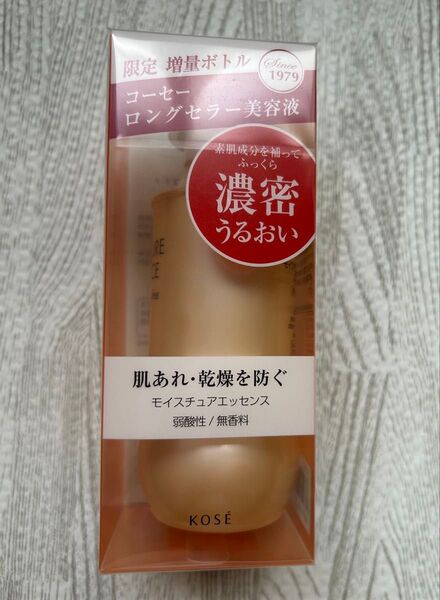 限定 増量ボトル
Since
1979
コーセー
ロングセラー美容液
素肌成分を補って
ふっくら
濃密
うるおい
肌あれ・乾燥を防ぐ
モイスチュアエッセンス
弱酸性 / 無香料
KOSÉ